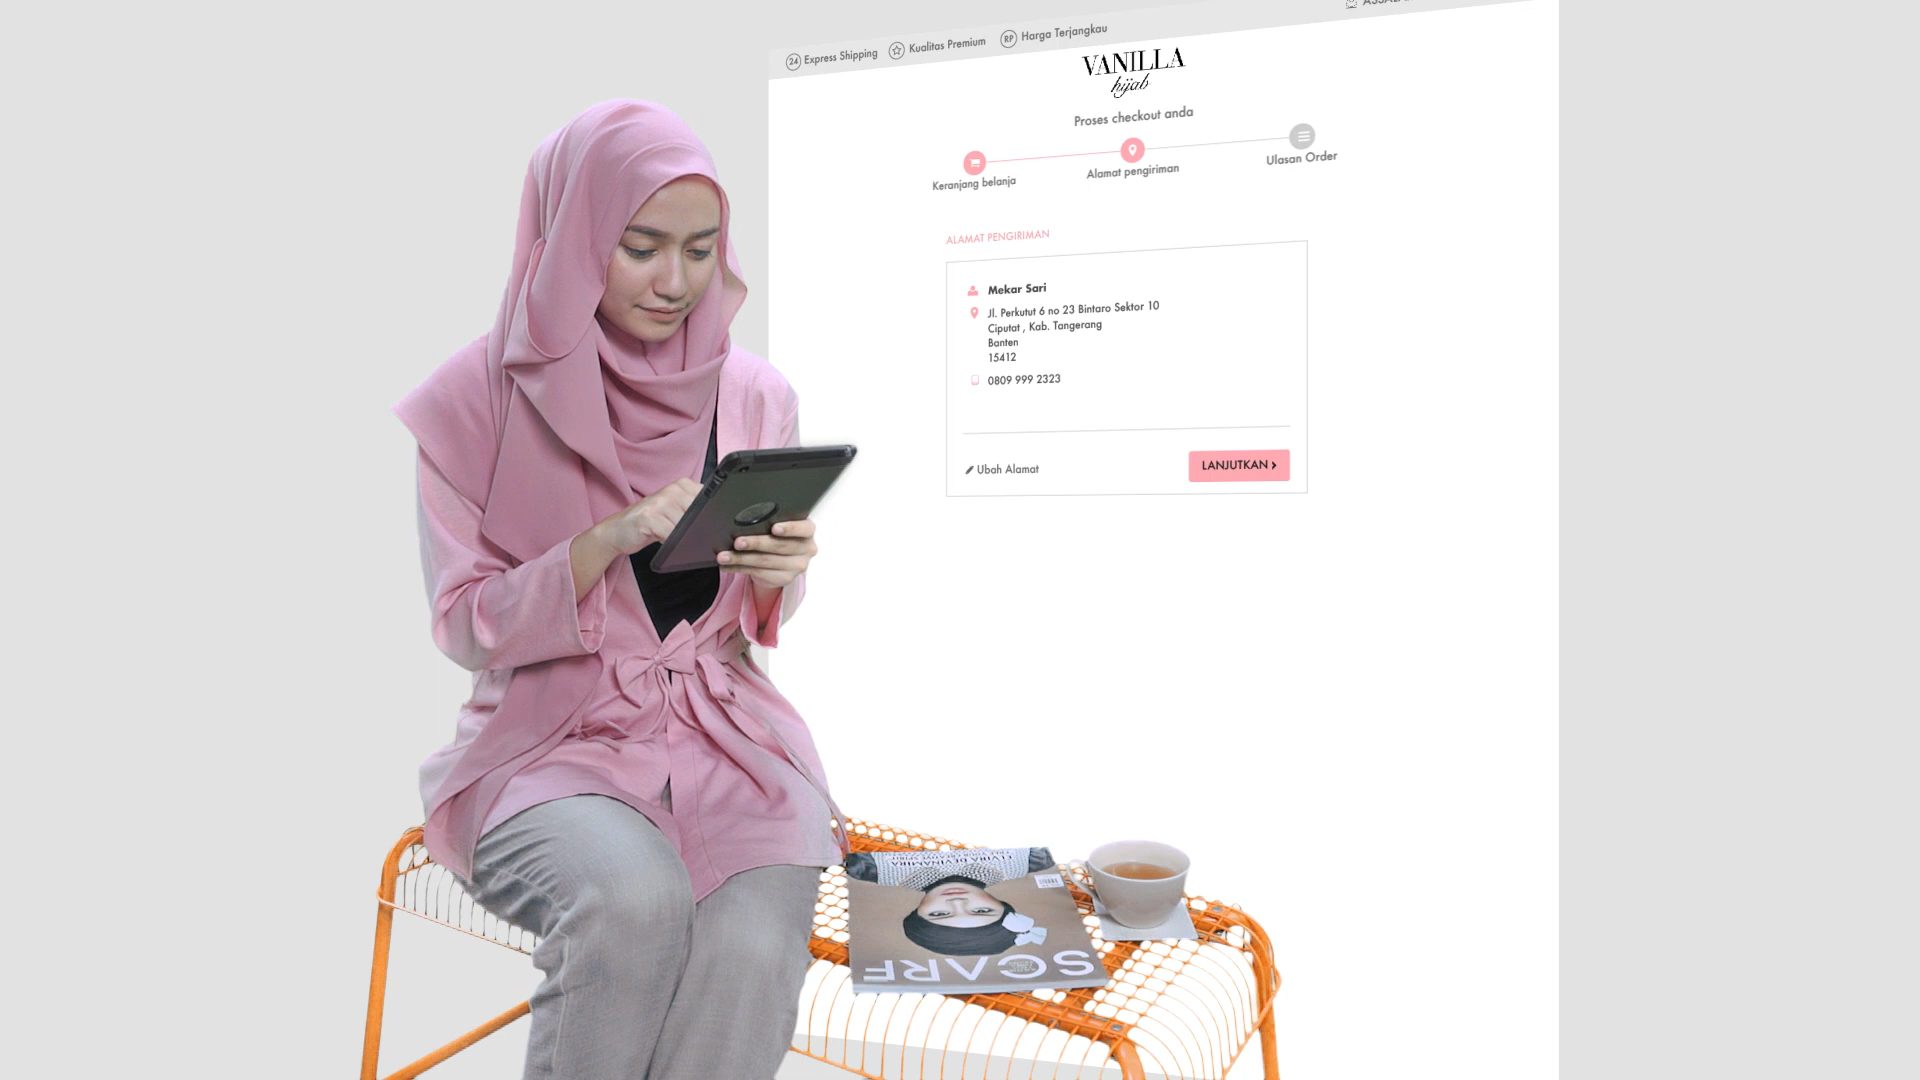 24 Express Shipping
Kualitas Premium
RP Harga Terjangkau
VANILLA
hijab
Proses checkout anda
Keranjang belanja
Alamat pengiriman
Ulasan Order
ALAMAT PENGIRIMAN
Mekar Sari
Jl. Perkutut 6 no 23 Bintaro Sektor 10
Ciputat , Kab. Tangerang
Banten
15412
0809 999 2323
Ubah Alamat
LANJUTKAN ›
SCARF